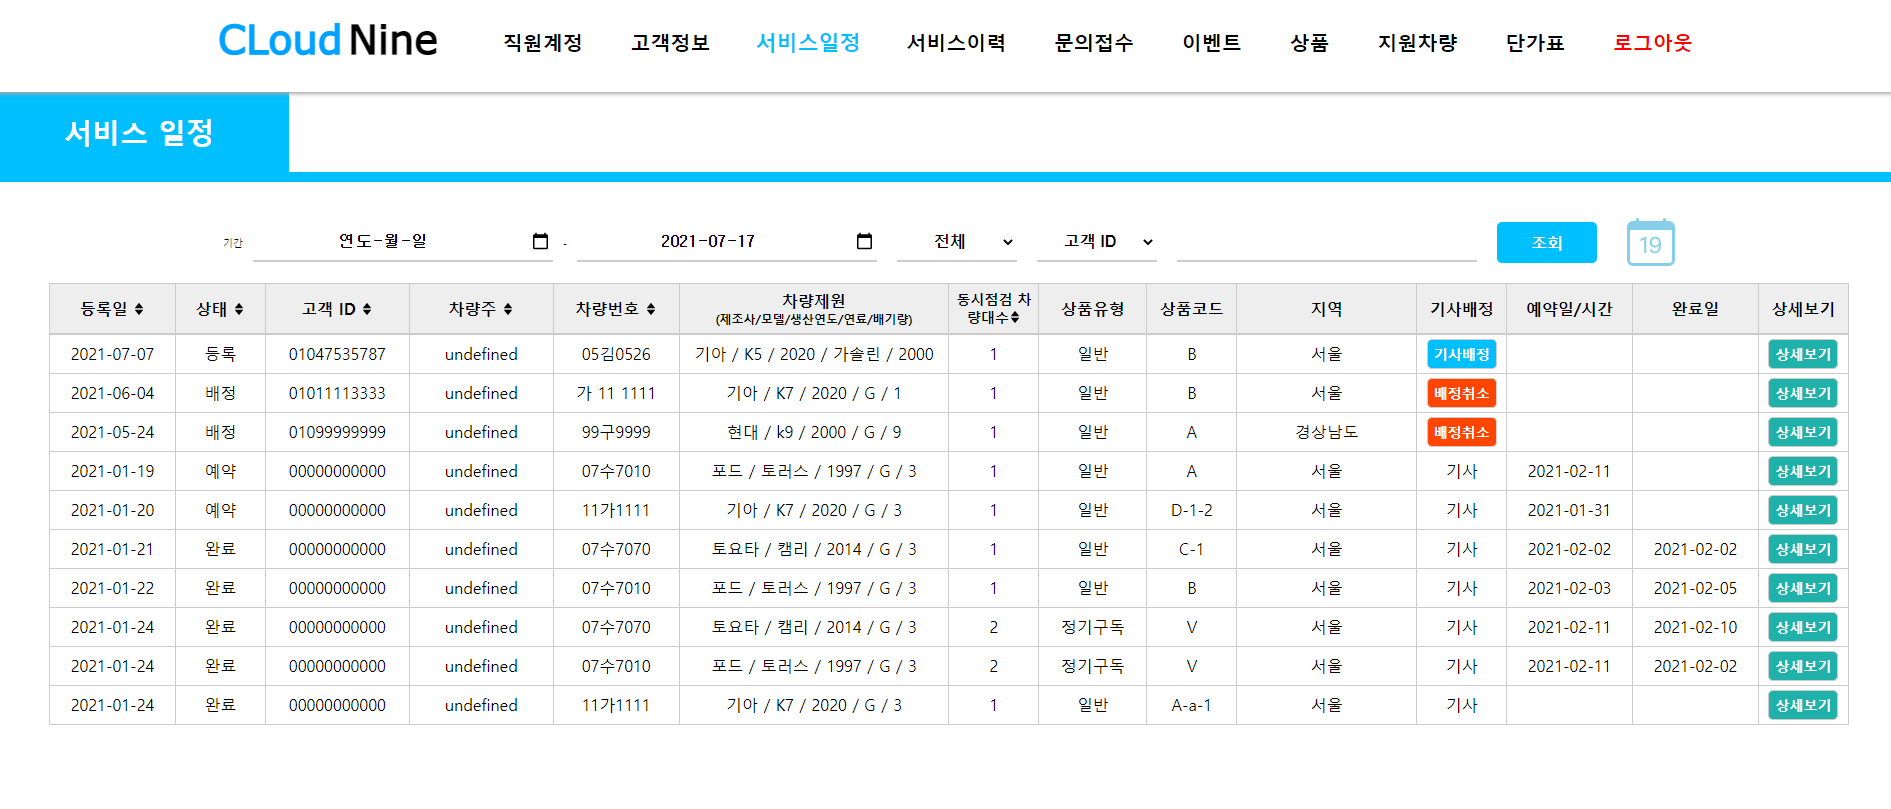 CLoud Nine 직원계정 고객정보 서비스일정 서비스이력 문의접수 이벤트 상품 지원차량 단가표 로그아웃
서비스 일정
기간 연도-월-일 - 2021-07-17 전체 고객 ID 조회 19
등록일 상태 고객 ID 차량주 차량번호 차량제원 (제조사/모델/생산연도/연료/배기량) 동시점검 차량대수 상품유형 상품코드 지역 기사배정 예약일/시간 완료일 상세보기
2021-07-07 등록 01047535787 undefined 05김0526 기아 / K5 / 2020 / 가솔린 / 2000 1 일반 B 서울 기사배정 상세보기
2021-06-04 배정 01011113333 undefined 가 11 1111 기아 / K7 / 2020 / G / 1 1 일반 B 서울 배정취소 상세보기
2021-05-24 배정 01099999999 undefined 99구9999 현대 / k9 / 2000 / G / 9 1 일반 A 경상남도 배정취소 상세보기
2021-01-19 예약 00000000000 undefined 07수7010 포드 / 토러스 / 1997 / G / 3 1 일반 A 서울 기사 2021-02-11 상세보기
2021-01-20 예약 00000000000 undefined 11가1111 기아 / K7 / 2020 / G / 3 1 일반 D-1-2 서울 기사 2021-01-31 상세보기
2021-01-21 완료 00000000000 undefined 07수7070 토요타 / 캠리 / 2014 / G / 3 1 일반 C-1 서울 기사 2021-02-02 2021-02-02 상세보기
2021-01-22 완료 00000000000 undefined 07수7010 포드 / 토러스 / 1997 / G / 3 1 일반 B 서울 기사 2021-02-03 2021-02-05 상세보기
2021-01-24 완료 00000000000 undefined 07수7070 토요타 / 캠리 / 2014 / G / 3 2 정기구독 V 서울 기사 2021-02-11 2021-02-10 상세보기
2021-01-24 완료 00000000000 undefined 07수7010 포드 / 토러스 / 1997 / G / 3 2 정기구독 V 서울 기사 2021-02-11 2021-02-02 상세보기
2021-01-24 완료 00000000000 undefined 11가1111 기아 / K7 / 2020 / G / 3 1 일반 A-a-1 서울 기사 상세보기